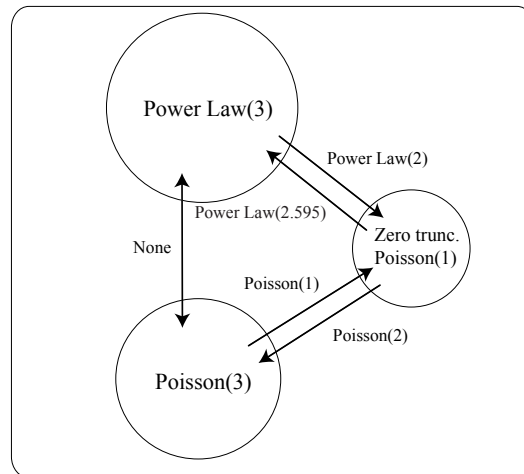 Power Law(3)
Power Law(2)
Power Law(2.595)
Zero trunc.
Poisson(1)
None
Poisson(1)
Poisson(2)
Poisson(3)